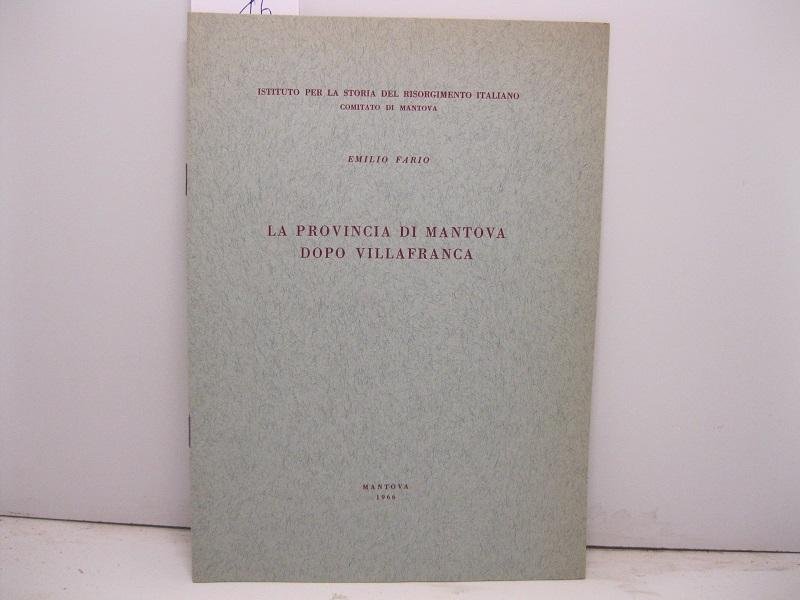 ISTITUTO PER LA STORIA DEL RISORGIMENTO ITALIANO
COMITATO DI MANTOVA
EMILIO FARIO
LA PROVINCIA DI MANTOVA
DOPO VILLAFRANCA
MANTOVA
1966